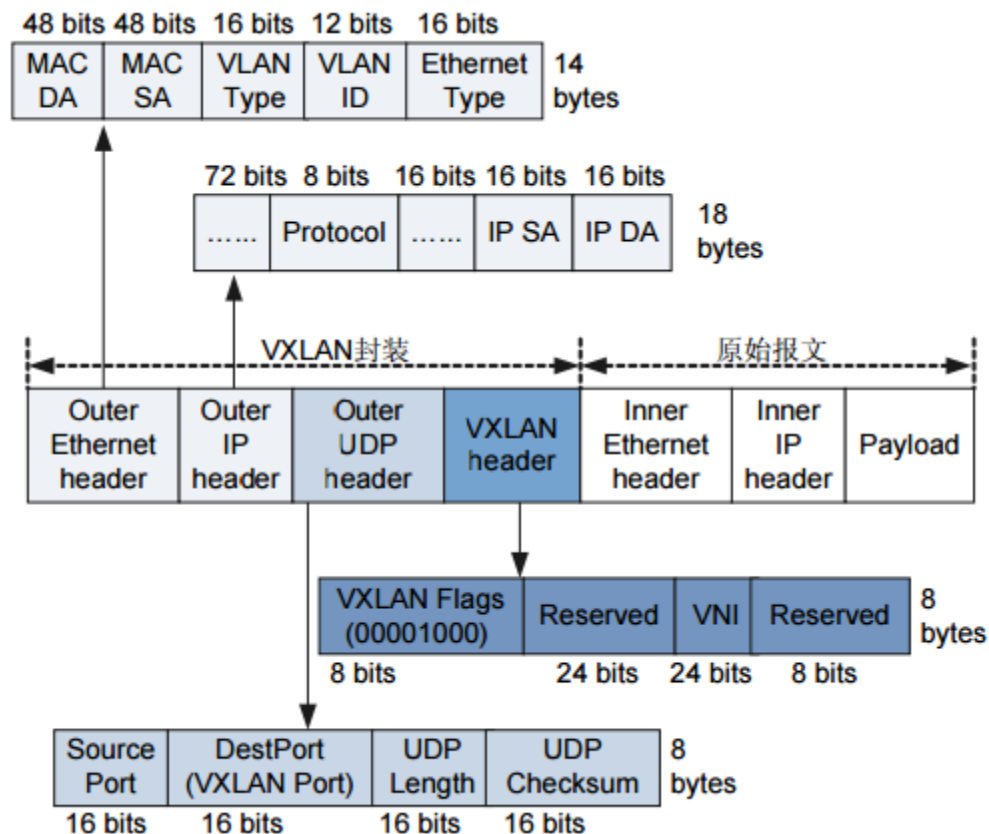 48 bits 48 bits 16 bits 12 bits 16 bits
MAC DA
MAC SA
VLAN Type
VLAN ID
Ethernet Type
14 bytes
72 bits 8 bits 16 bits 16 bits 16 bits
......
Protocol
......
IP SA
IP DA
18 bytes
VXLAN封装
原始报文
Outer Ethernet header
Outer IP header
Outer UDP header
VXLAN header
Inner Ethernet header
Inner IP header
Payload
VXLAN Flags (00001000)
Reserved
VNI
Reserved
8 bytes
8 bits 24 bits 24 bits 8 bits
Source Port
DestPort (VXLAN Port)
UDP Length
UDP Checksum
8 bytes
16 bits 16 bits 16 bits 16 bits